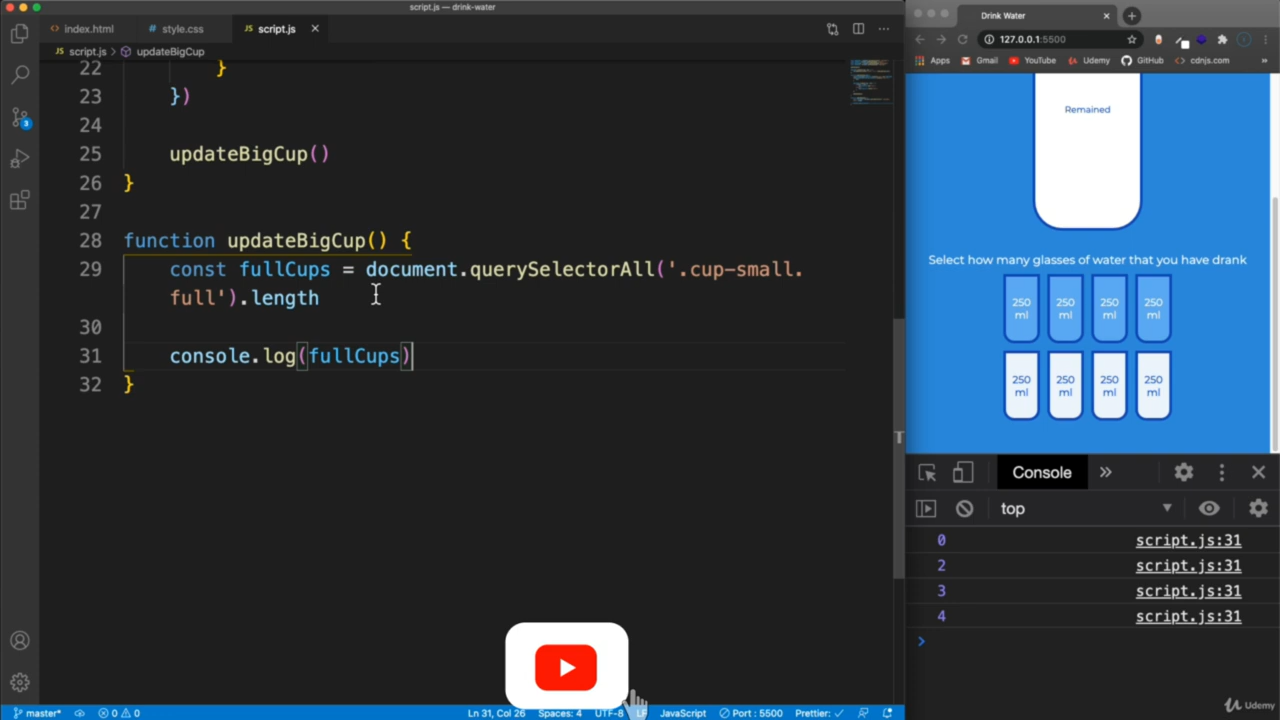 script.js — drink-water
index.html
style.css
JS script.js
JS script.js > updateBigCup
22 }
23 })
24
25 updateBigCup()
26 }
27
28 function updateBigCup() {
29 const fullCups = document.querySelectorAll('.cup-small.
full').length
30
31 console.log(fullCups)
32 }
3
master* 0 0 Ln 31, Col 26 Spaces: 4 UTF-8 LF JavaScript Port : 5500 Prettier: ✓
Drink Water
127.0.0.1:5500
Apps Gmail YouTube Udemy GitHub cdnjs.com »
Remained
Select how many glasses of water that you have drank
250 ml 250 ml 250 ml 250 ml
250 ml 250 ml 250 ml 250 ml
Console »
top
0 script.js:31
2 script.js:31
3 script.js:31
4 script.js:31
Udemy